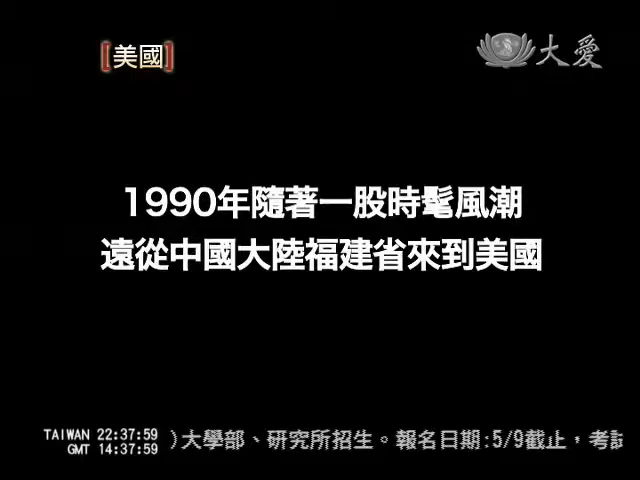 [美國]
大愛
1990年隨著一股時髦風潮
遠從中國大陸福建省來到美國
TAIWAN 22:37:59
GMT 14:37:59
)大學部、研究所招生。報名日期:5/9截止，考試